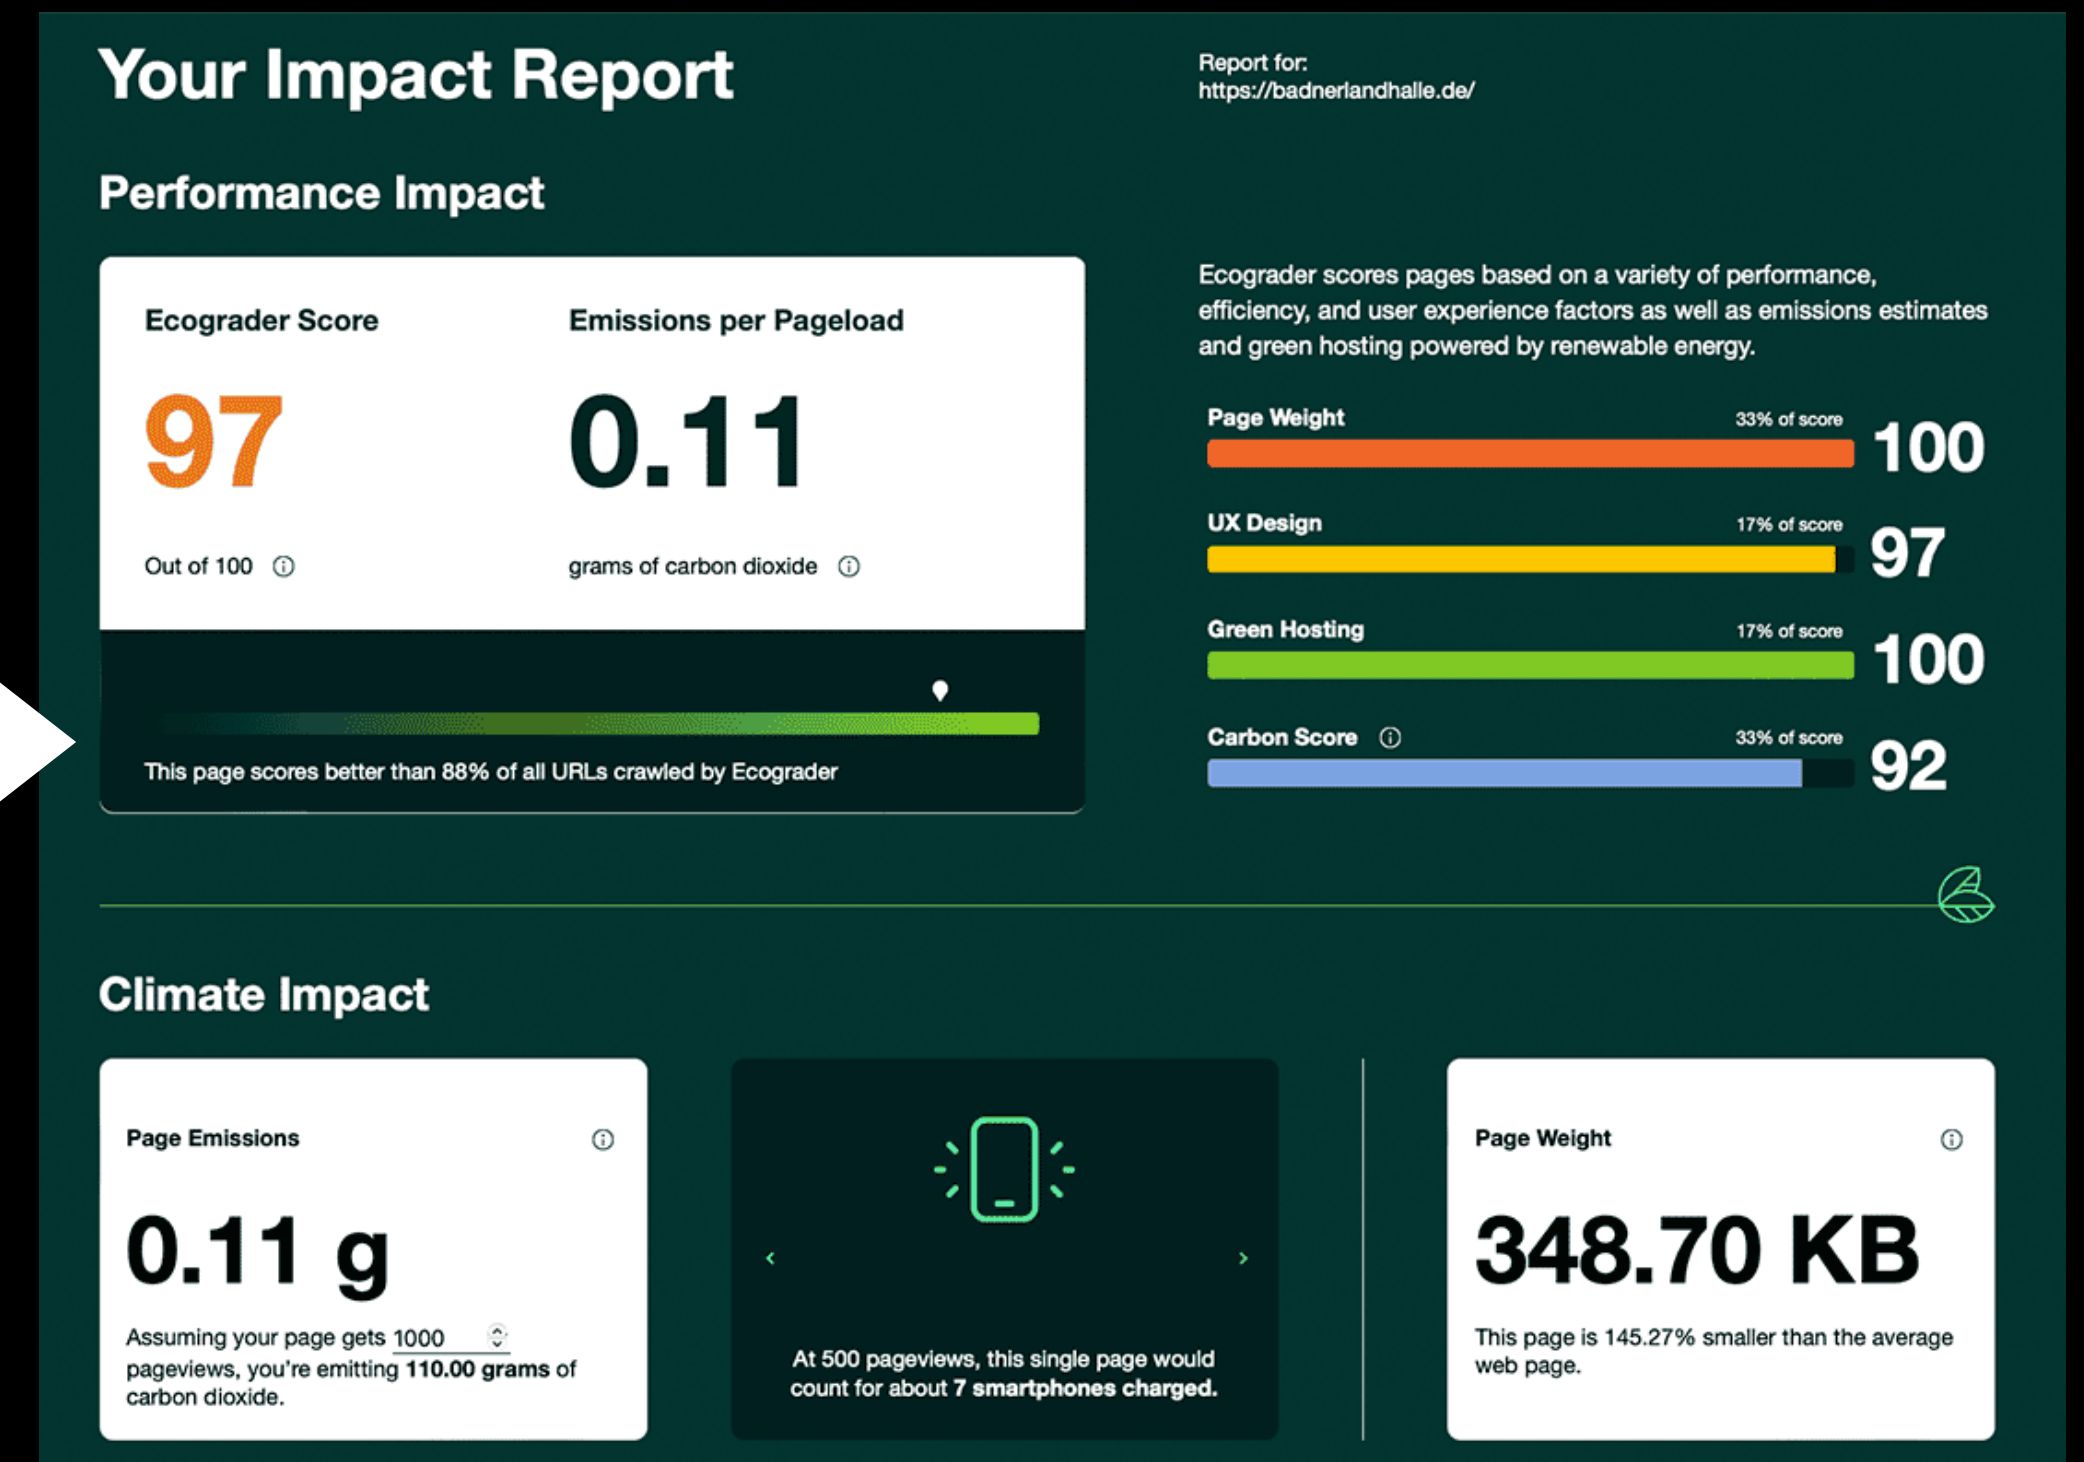 Your Impact Report
Report for:
https://badnerlandhalle.de/
Performance Impact
Ecograder Score
97
Out of 100
Emissions per Pageload
0.11
grams of carbon dioxide
This page scores better than 88% of all URLs crawled by Ecograder
Ecograder scores pages based on a variety of performance,
efficiency, and user experience factors as well as emissions estimates
and green hosting powered by renewable energy.
Page Weight 33% of score 100
UX Design 17% of score 97
Green Hosting 17% of score 100
Carbon Score 33% of score 92
Climate Impact
Page Emissions
0.11 g
Assuming your page gets 1000
pageviews, you're emitting 110.00 grams of
carbon dioxide.
At 500 pageviews, this single page would
count for about 7 smartphones charged.
Page Weight
348.70 KB
This page is 145.27% smaller than the average
web page.